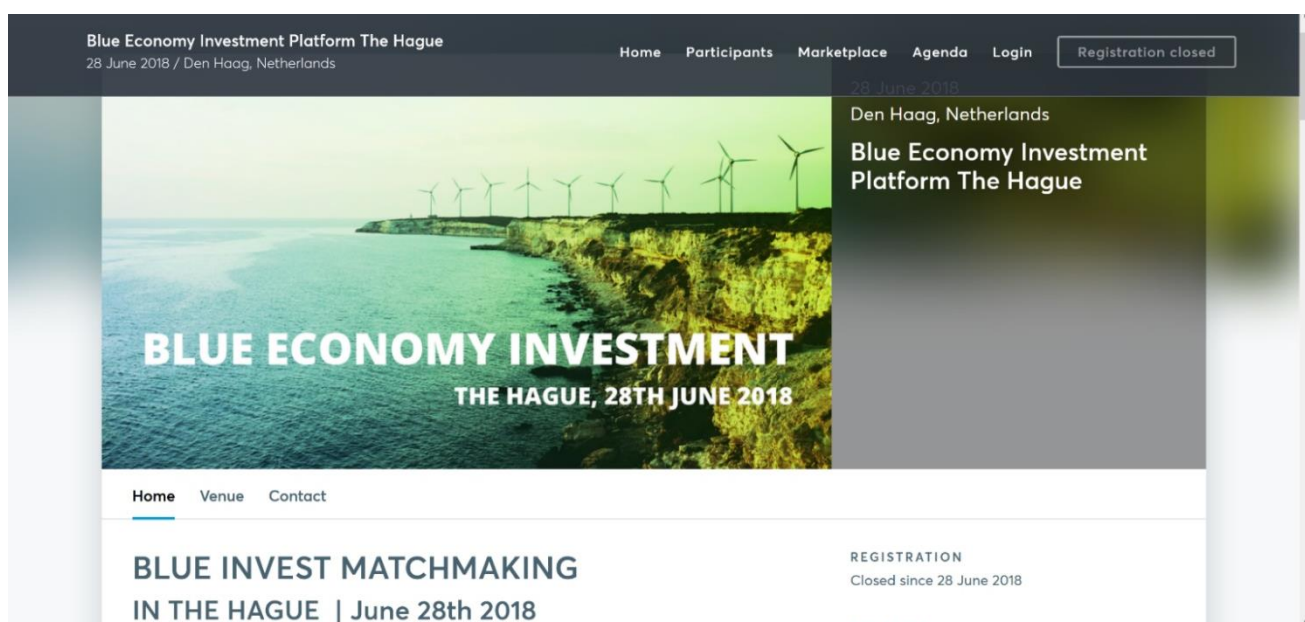 Blue Economy Investment Platform The Hague
28 June 2018 / Den Haag, Netherlands
Home Participants Marketplace Agenda Login Registration closed
28 June 2018
Den Haag, Netherlands
Blue Economy Investment
Platform The Hague
BLUE ECONOMY INVESTMENT
THE HAGUE, 28TH JUNE 2018
Home Venue Contact
BLUE INVEST MATCHMAKING
IN THE HAGUE | June 28th 2018
REGISTRATION
Closed since 28 June 2018